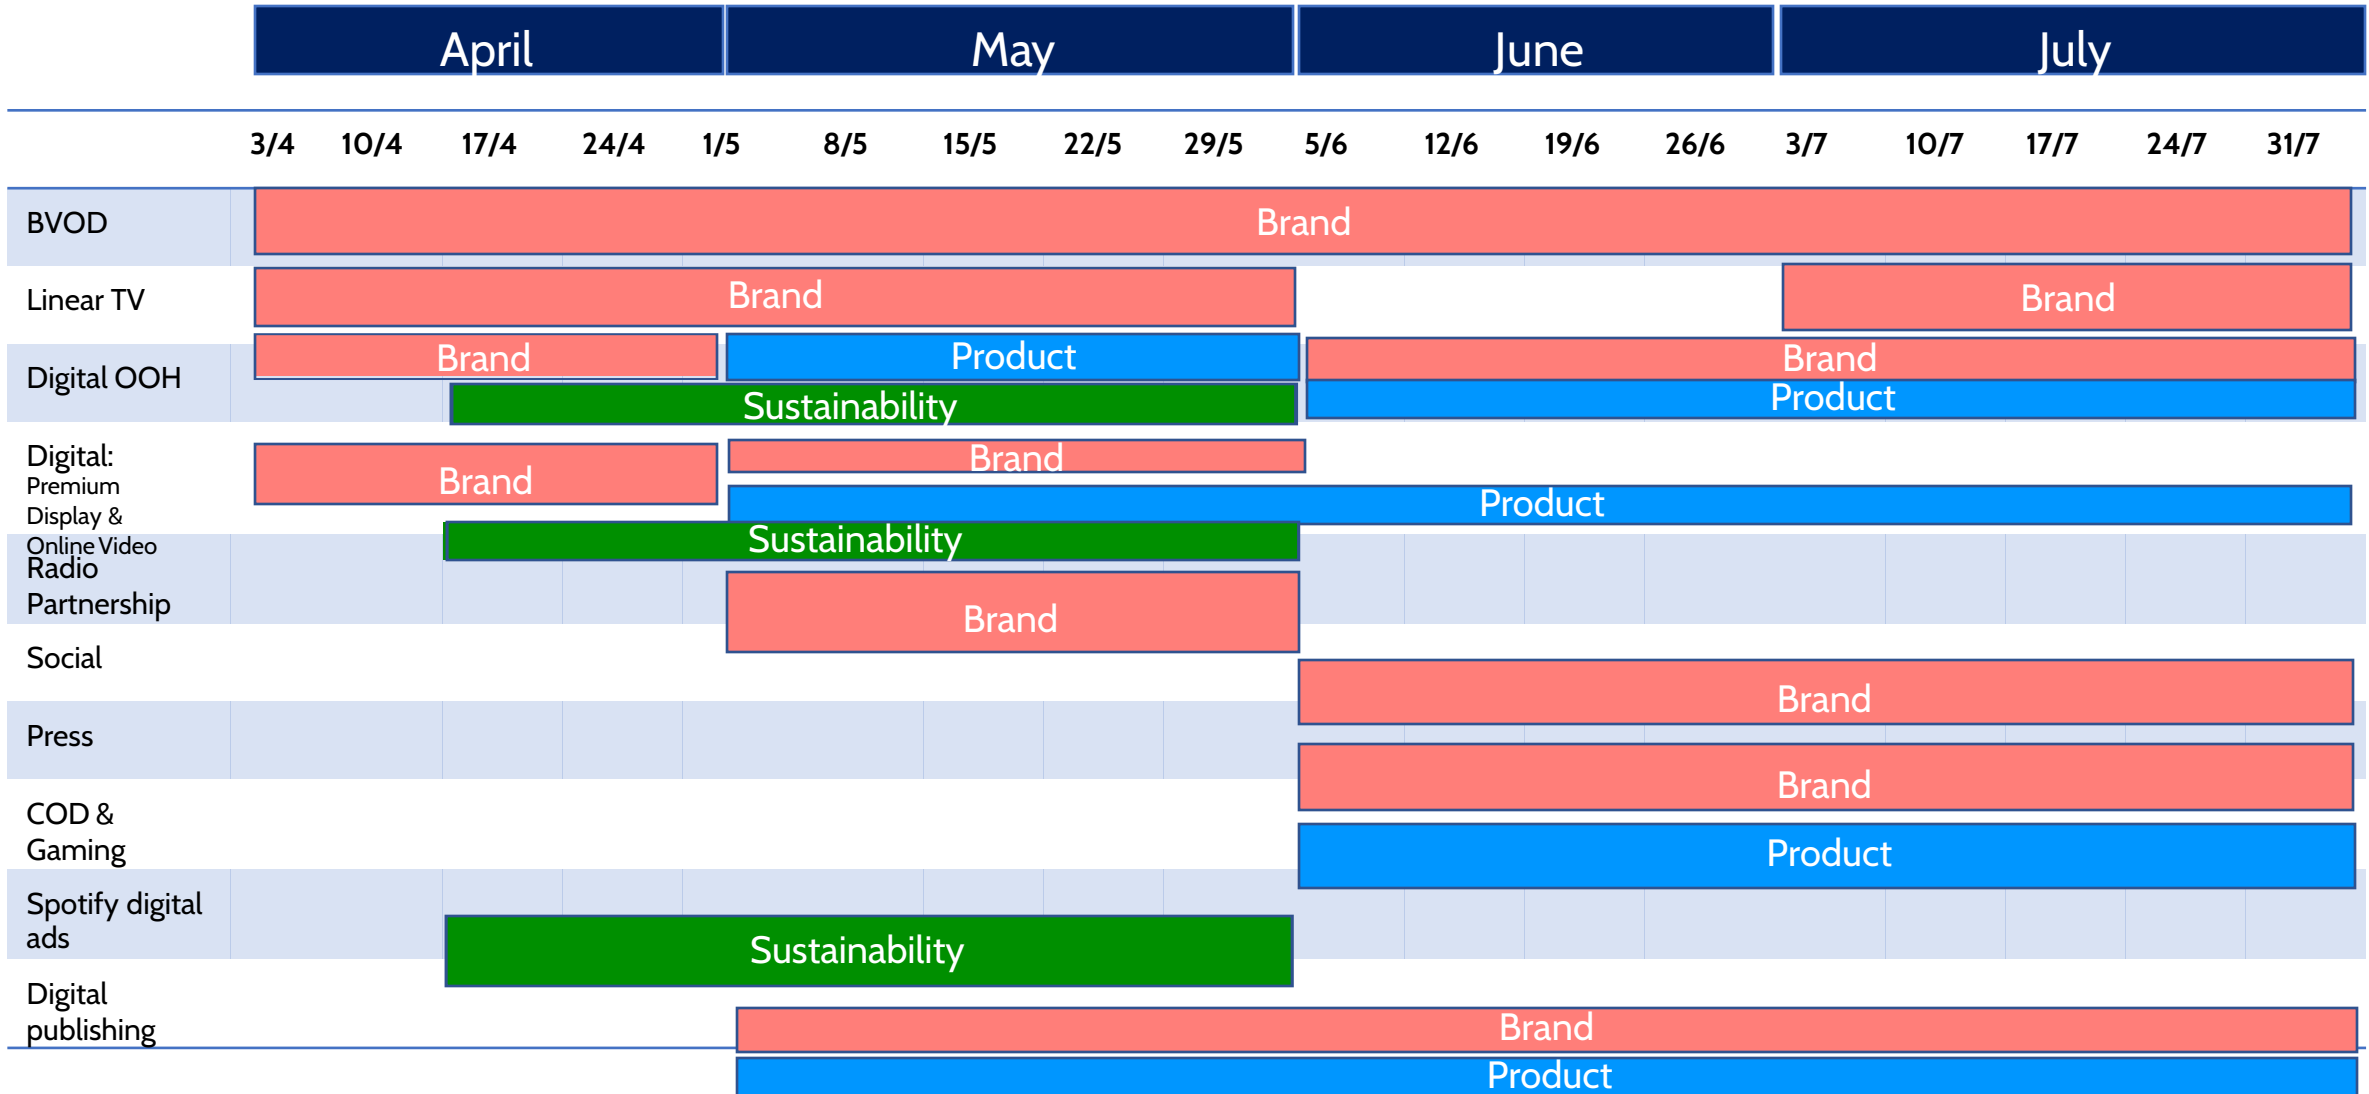 April May June July
3/4 10/4 17/4 24/4 1/5 8/5 15/5 22/5 29/5 5/6 12/6 19/6 26/6 3/7 10/7 17/7 24/7 31/7
BVOD Brand
Linear TV Brand Brand
Digital OOH Brand Product Brand
Sustainability Product
Digital: Brand Brand
Premium Product
Display &
Online Video Sustainability
Radio
Partnership Brand
Social
Brand
Press
Brand
COD &
Gaming Product
Spotify digital
ads Sustainability
Digital
publishing Brand
Product